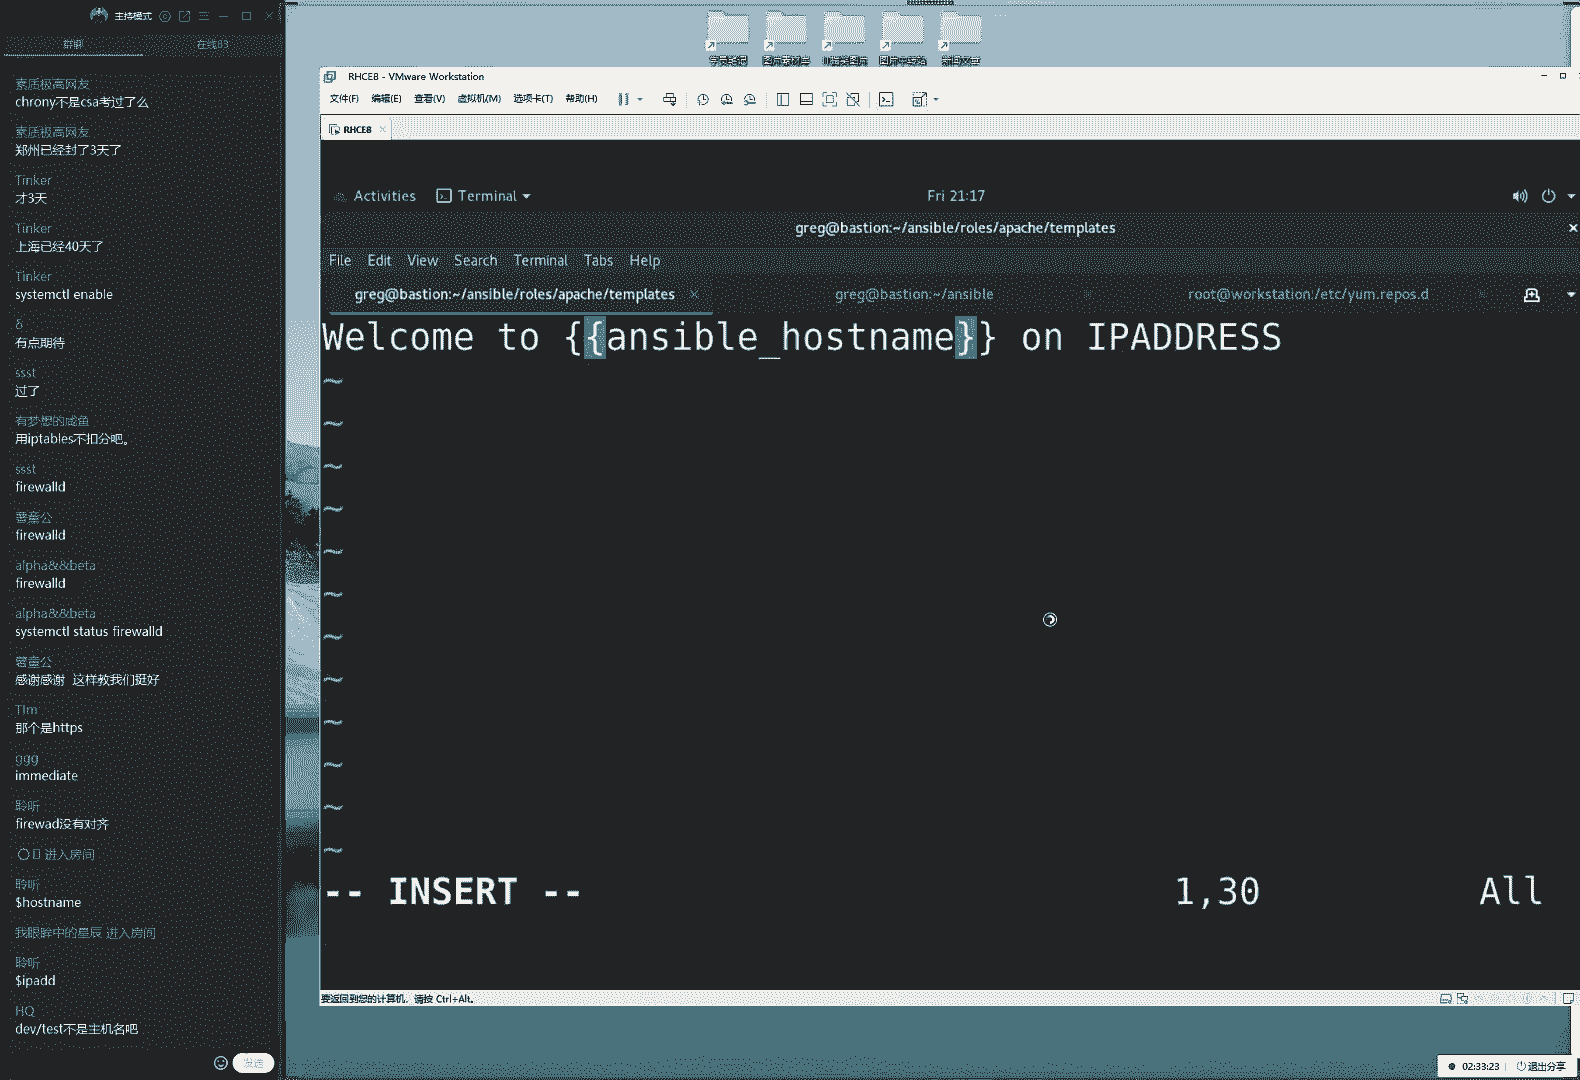 主持模式
群聊
在线83
素质极高网友
chrony不是csa考过了么
素质极高网友
郑州已经封了3天了
Tinker
才3天
Tinker
上海已经40天了
Tinker
systemctl enable
δ
有点期待
ssst
过了
有梦想的咸鱼
用iptables不扣分吧。
ssst
firewalld
firewalld
alpha&&beta
firewalld
alpha&&beta
systemctl status firewalld
感谢感谢 这样教我们挺好
TIm
那个是https
ggg
immediate
聆听
firewad没有对齐
进入房间
聆听
$hostname
我眼眸中的星辰 进入房间
聆听
$ipadd
HQ
dev/test不是主机名吧
发送
RHCE8 - VMware Workstation
文件(F) 编辑(E) 查看(V) 虚拟机(M) 选项卡(T) 帮助(H)
RHCE8
Activities Terminal Fri 21:17
greg@bastion:~/ansible/roles/apache/templates
File Edit View Search Terminal Tabs Help
greg@bastion:~/ansible/roles/apache/templates greg@bastion:~/ansible root@workstation:/etc/yum.repos.d
Welcome to {{ansible_hostname}} on IPADDRESS
~
~
~
~
~
~
~
~
~
~
~
~
-- INSERT -- 1,30 All
要返回到您的计算机，请按 Ctrl+Alt。
02:33:23 退出分享